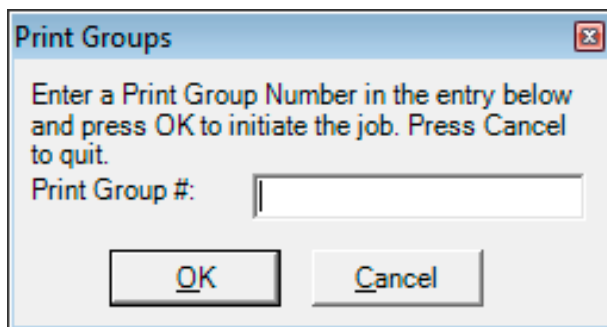 Print Groups
Enter a Print Group Number in the entry below
and press OK to initiate the job. Press Cancel
to quit.
Print Group #:
OK
Cancel